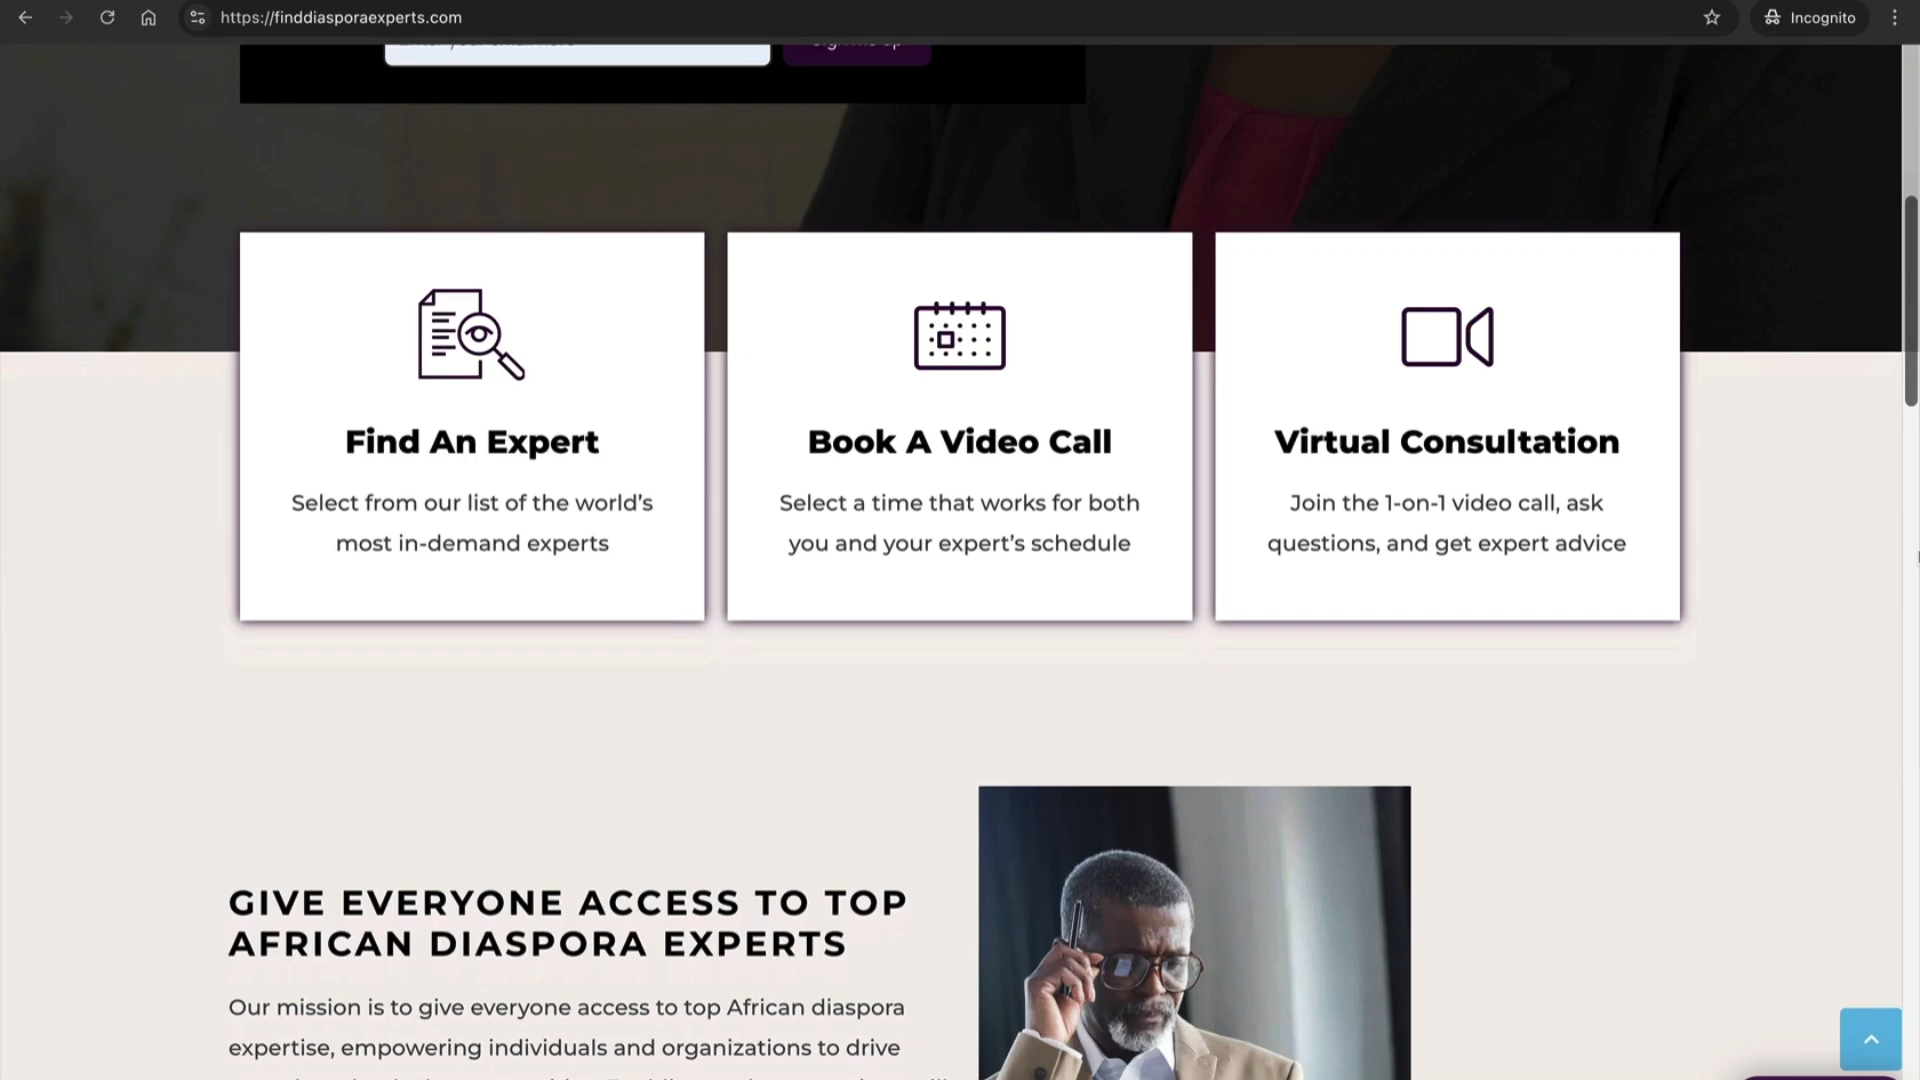 https://finddiasporaexperts.com
Incognito
Find An Expert
Select from our list of the world's
most in-demand experts
Book A Video Call
Select a time that works for both
you and your expert's schedule
Virtual Consultation
Join the 1-on-1 video call, ask
questions, and get expert advice
GIVE EVERYONE ACCESS TO TOP
AFRICAN DIASPORA EXPERTS
Our mission is to give everyone access to top African diaspora
expertise, empowering individuals and organizations to drive